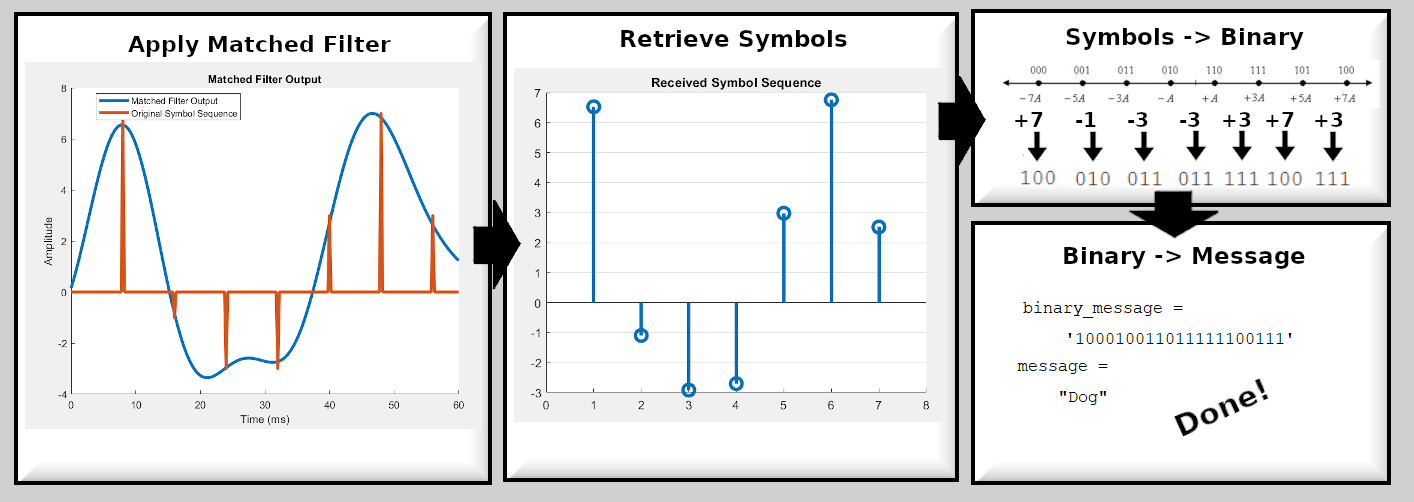 Apply Matched Filter
Matched Filter Output
Matched Filter Output
Original Symbol Sequence
8
6
4
2
0
-2
-4
Amplitude
0 10 20 30 40 50 60
Time (ms)
Retrieve Symbols
Received Symbol Sequence
7
6
5
4
3
2
1
0
-1
-2
-3
0 1 2 3 4 5 6 7 8
Symbols -> Binary
000 001 011 010 110 111 101 100
−7A −5A −3A −A +A +3A +5A +7A
+7 -1 -3 -3 +3 +7 +3
100 010 011 011 111 100 111
Binary -> Message
binary_message =
'100010011011111100111'
message =
"Dog"
Done!